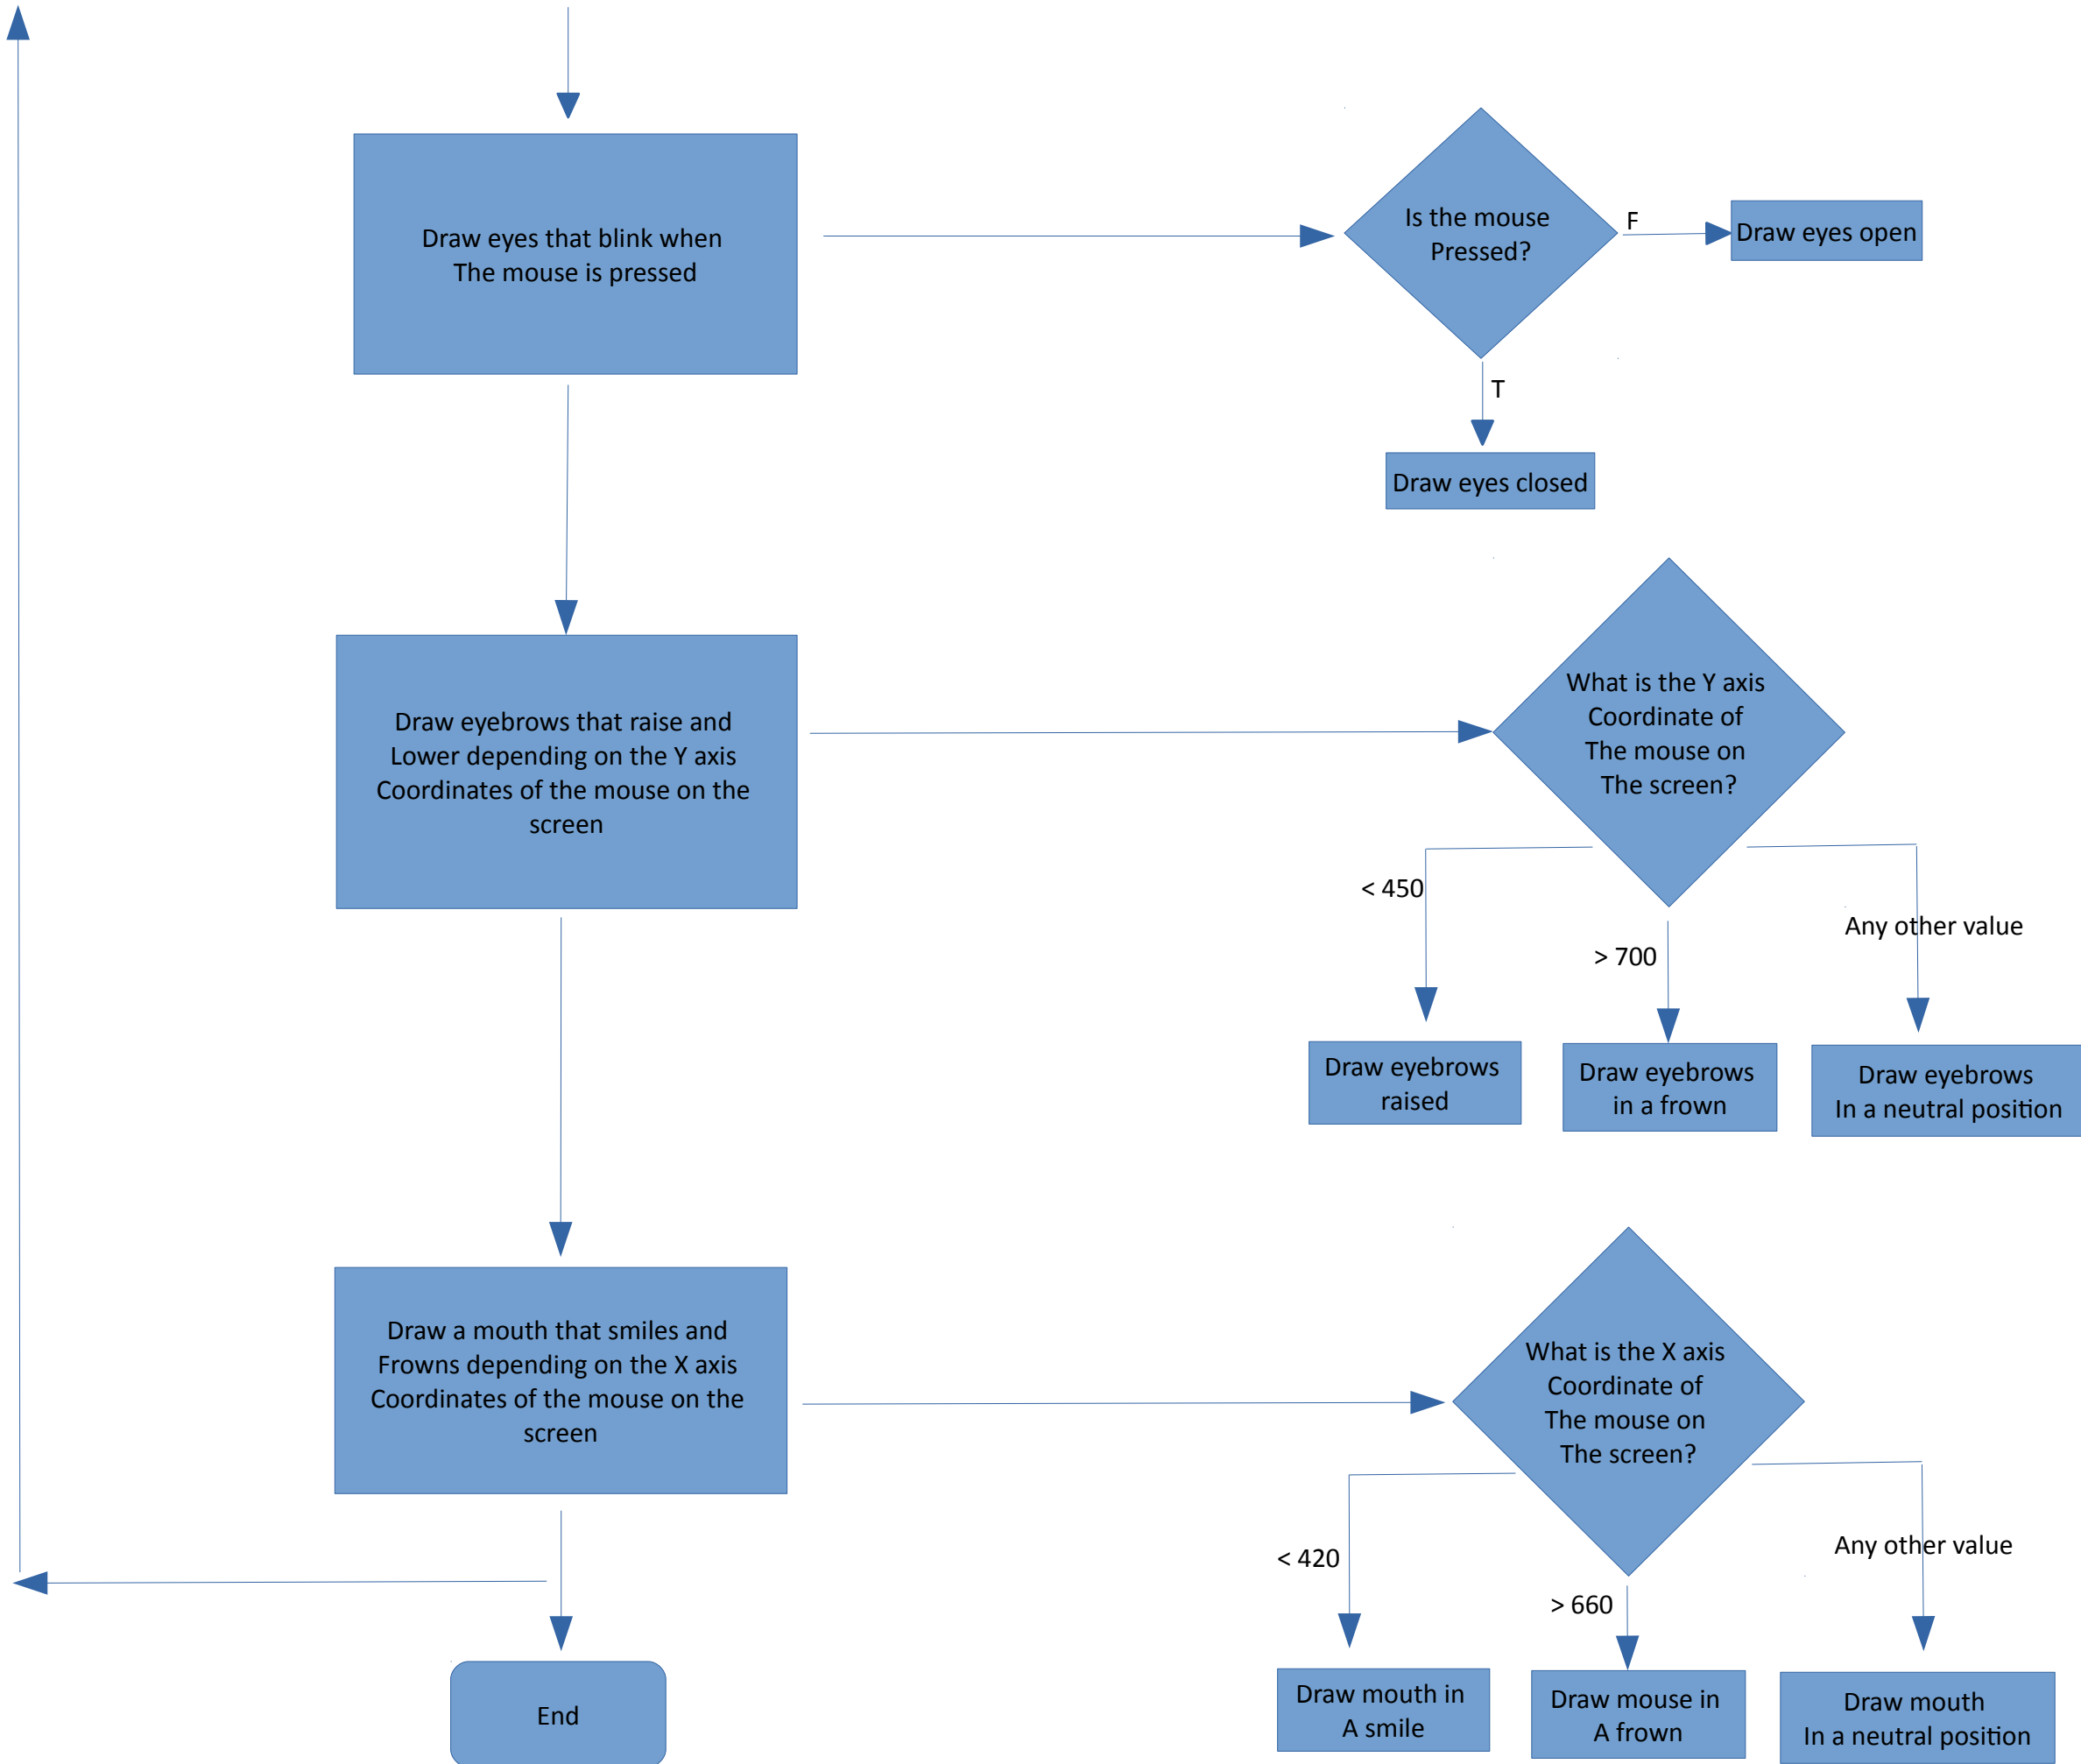 Draw eyes that blink when
The mouse is pressed
Is the mouse
Pressed?
F
Draw eyes open
T
Draw eyes closed
Draw eyebrows that raise and
Lower depending on the Y axis
Coordinates of the mouse on the
screen
What is the Y axis
Coordinate of
The mouse on
The screen?
< 450
> 700
Any other value
Draw eyebrows
raised
Draw eyebrows
in a frown
Draw eyebrows
In a neutral position
Draw a mouth that smiles and
Frowns depending on the X axis
Coordinates of the mouse on the
screen
What is the X axis
Coordinate of
The mouse on
The screen?
< 420
> 660
Any other value
Draw mouth in
A smile
Draw mouse in
A frown
Draw mouth
In a neutral position
End